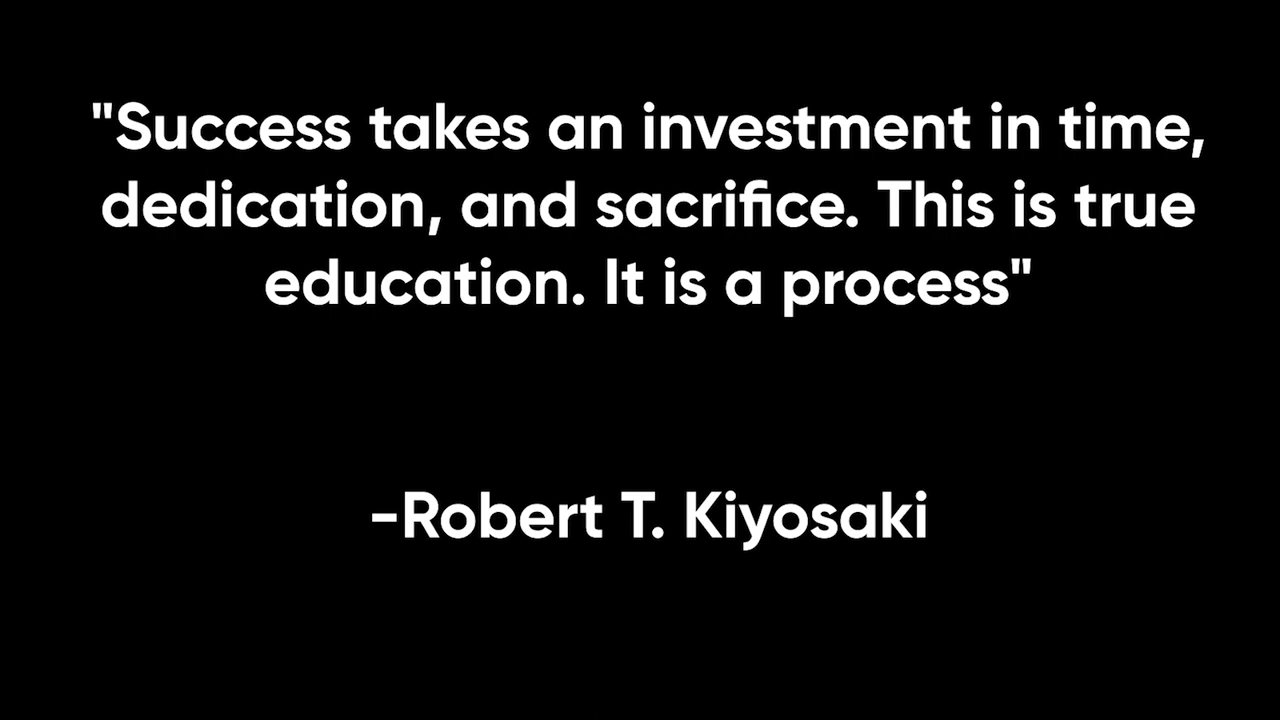 "Success takes an investment in time,
dedication, and sacrifice. This is true
education. It is a process"
-Robert T. Kiyosaki